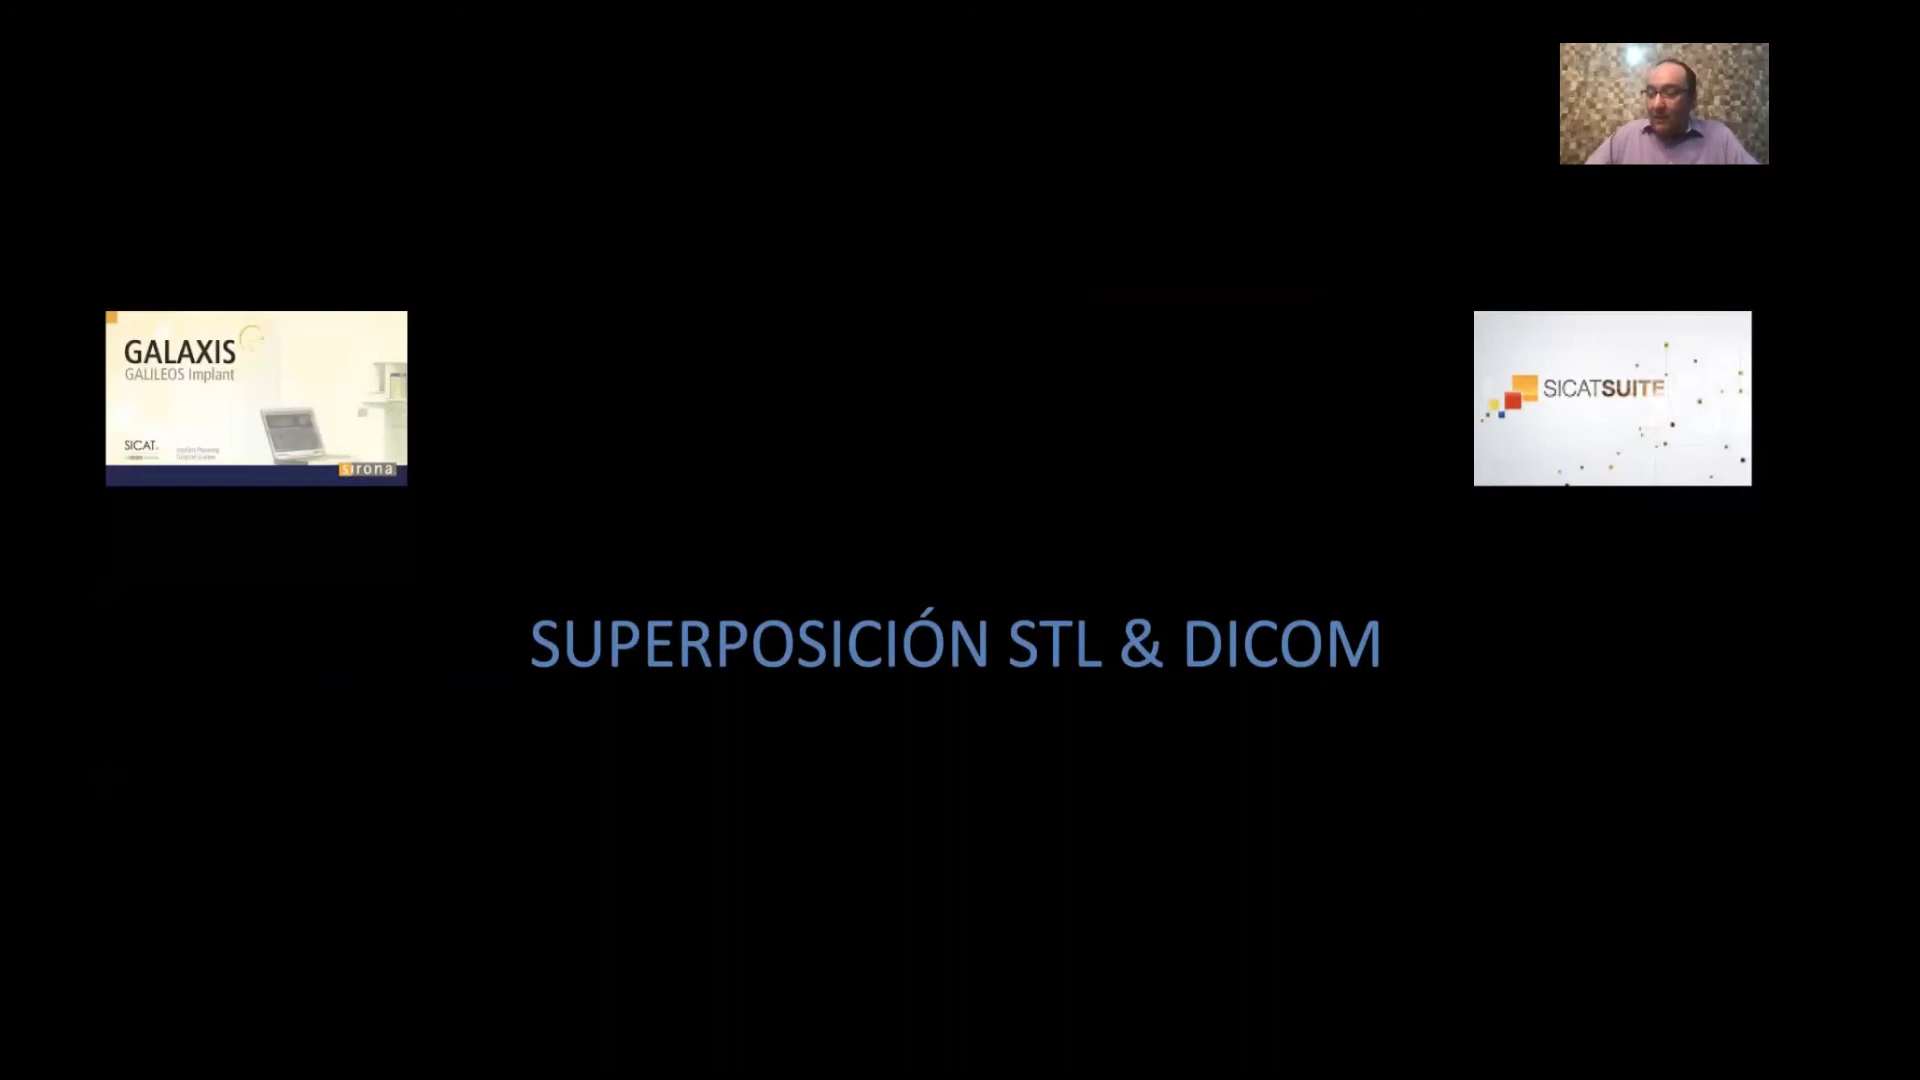 GALAXIS
GALILEOS Implant
SICAT
sirona
SICATSUITE
SUPERPOSICIÓN STL & DICOM